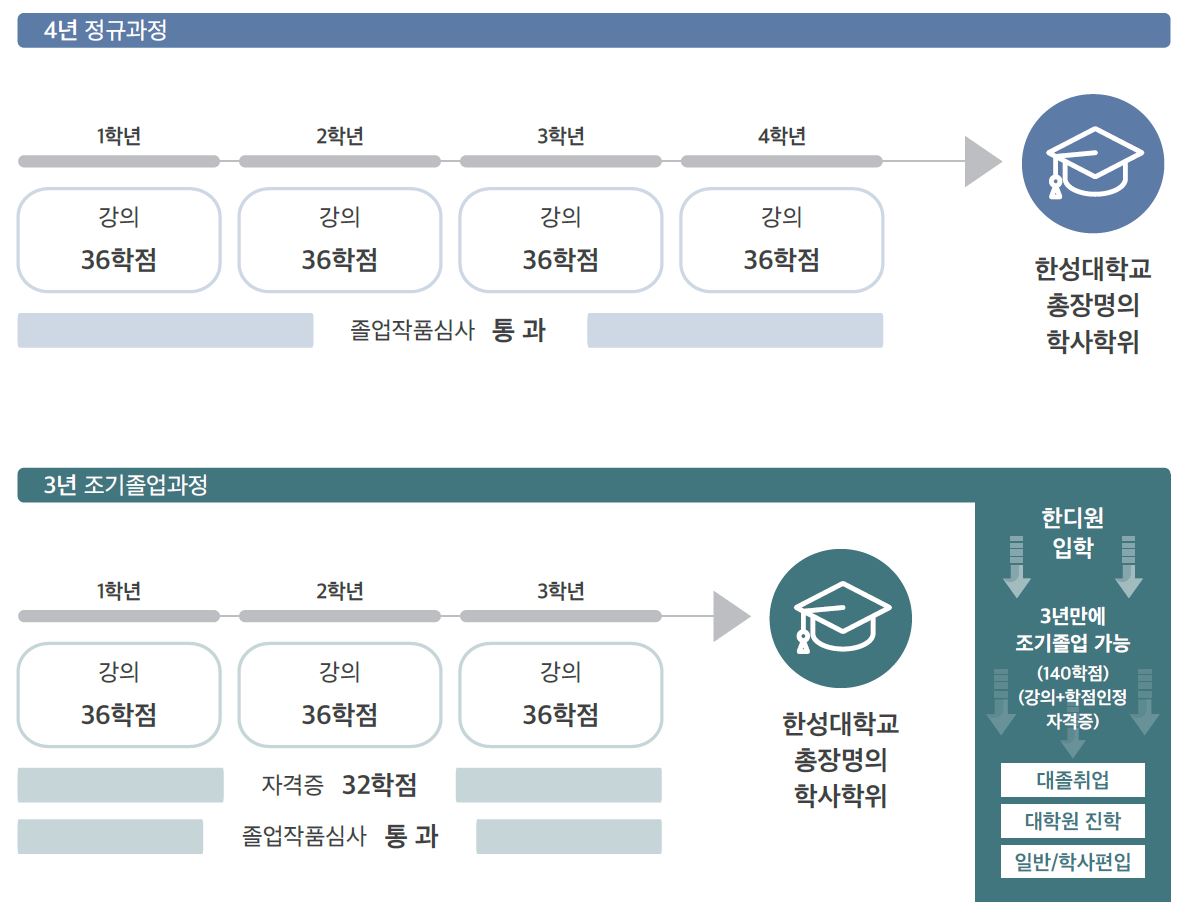 4년 정규과정
1학년
2학년
3학년
4학년
강의
36학점
강의
36학점
강의
36학점
강의
36학점
졸업작품심사 통 과
한성대학교
총장명의
학사학위
3년 조기졸업과정
1학년
2학년
3학년
강의
36학점
강의
36학점
강의
36학점
자격증 32학점
졸업작품심사 통 과
한성대학교
총장명의
학사학위
한디원
입학
3년만에
조기졸업 가능
(140학점)
(강의+학점인정
자격증)
대졸취업
대학원 진학
일반/학사편입